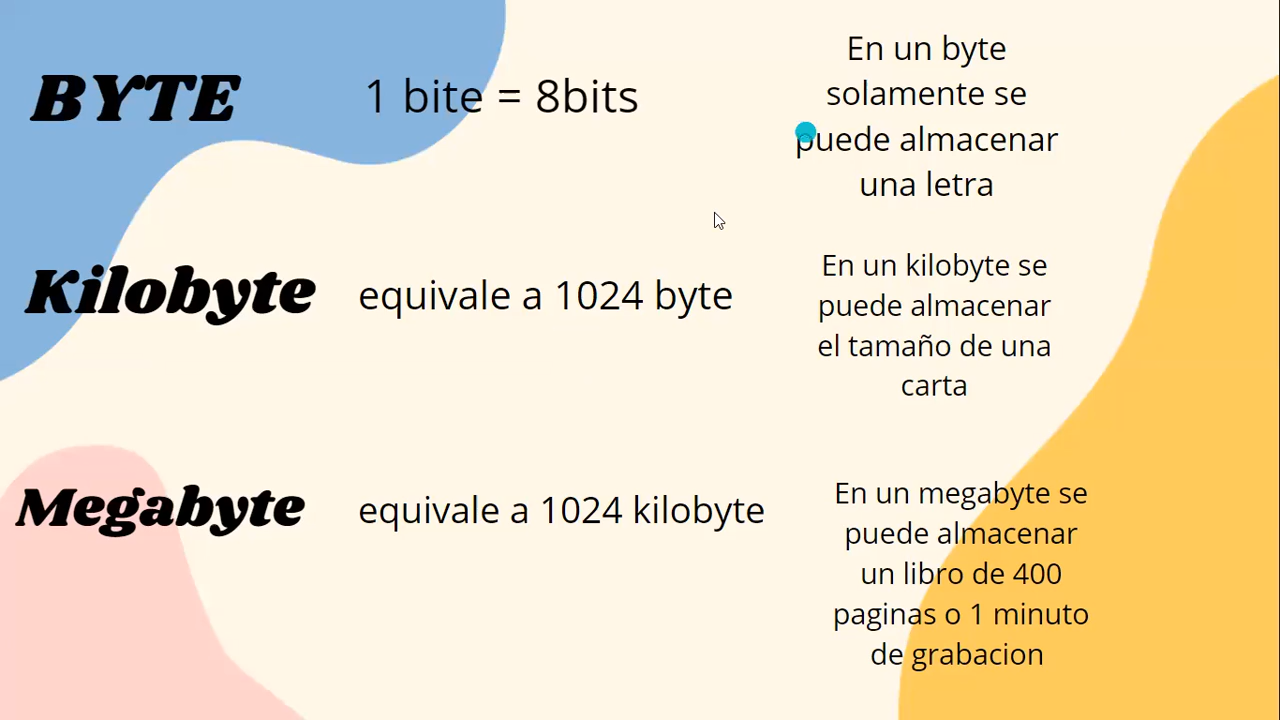 BYTE
1 bite = 8bits
En un byte
solamente se
puede almacenar
una letra
Kilobyte
equivale a 1024 byte
En un kilobyte se
puede almacenar
el tamaño de una
carta
Megabyte
equivale a 1024 kilobyte
En un megabyte se
puede almacenar
un libro de 400
paginas o 1 minuto
de grabacion